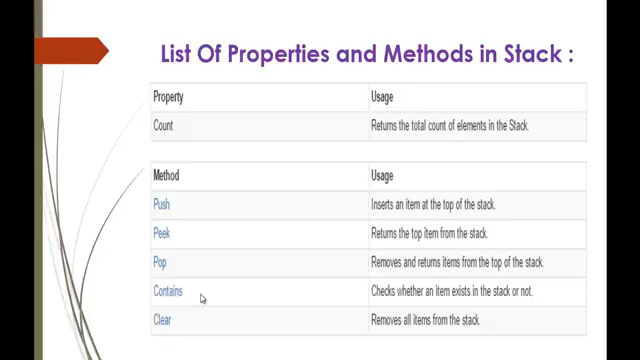 List Of Properties and Methods in Stack :
Property Usage
Count Returns the total count of elements in the Stack.
Method Usage
Push Inserts an item at the top of the stack.
Peek Returns the top item from the stack.
Pop Removes and returns items from the top of the stack.
Contains Checks whether an item exists in the stack or not.
Clear Removes all items from the stack.